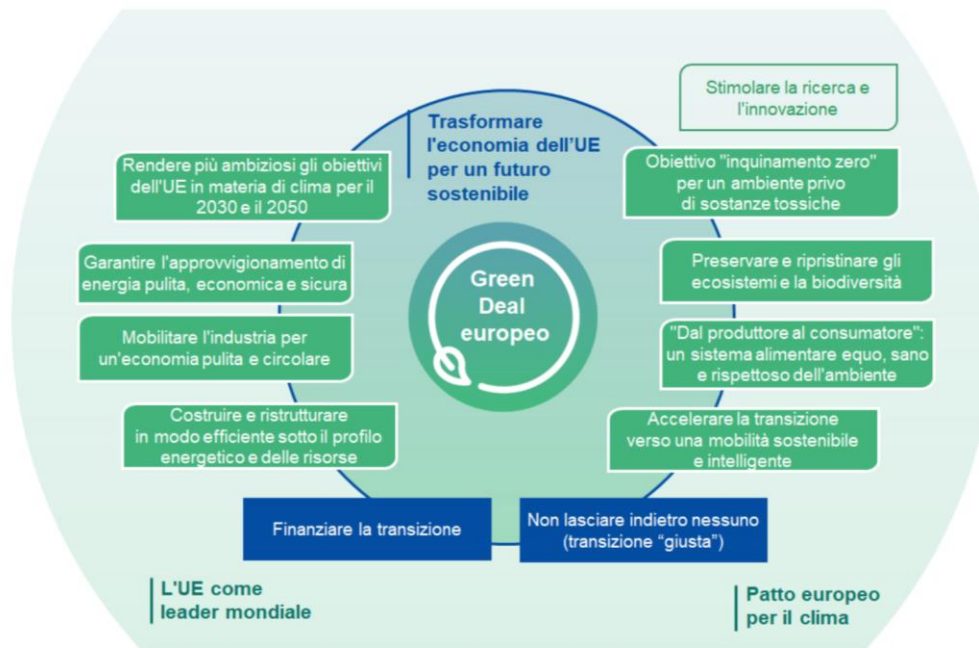 Stimolare la ricerca e
l'innovazione
Trasformare
l'economia dell'UE
per un futuro
sostenibile
Rendere più ambiziosi gli obiettivi
dell'UE in materia di clima per il
2030 e il 2050
Obiettivo "inquinamento zero"
per un ambiente privo
di sostanze tossiche
Garantire l'approvvigionamento di
energia pulita, economica e sicura
Preservare e ripristinare gli
ecosistemi e la biodiversità
Green
Deal
europeo
Mobilitare l'industria per
un'economia pulita e circolare
"Dal produttore al consumatore":
un sistema alimentare equo, sano
e rispettoso dell'ambiente
Costruire e ristrutturare
in modo efficiente sotto il profilo
energetico e delle risorse
Accelerare la transizione
verso una mobilità sostenibile
e intelligente
Finanziare la transizione
Non lasciare indietro nessuno
(transizione “giusta”)
L'UE come
leader mondiale
Patto europeo
per il clima